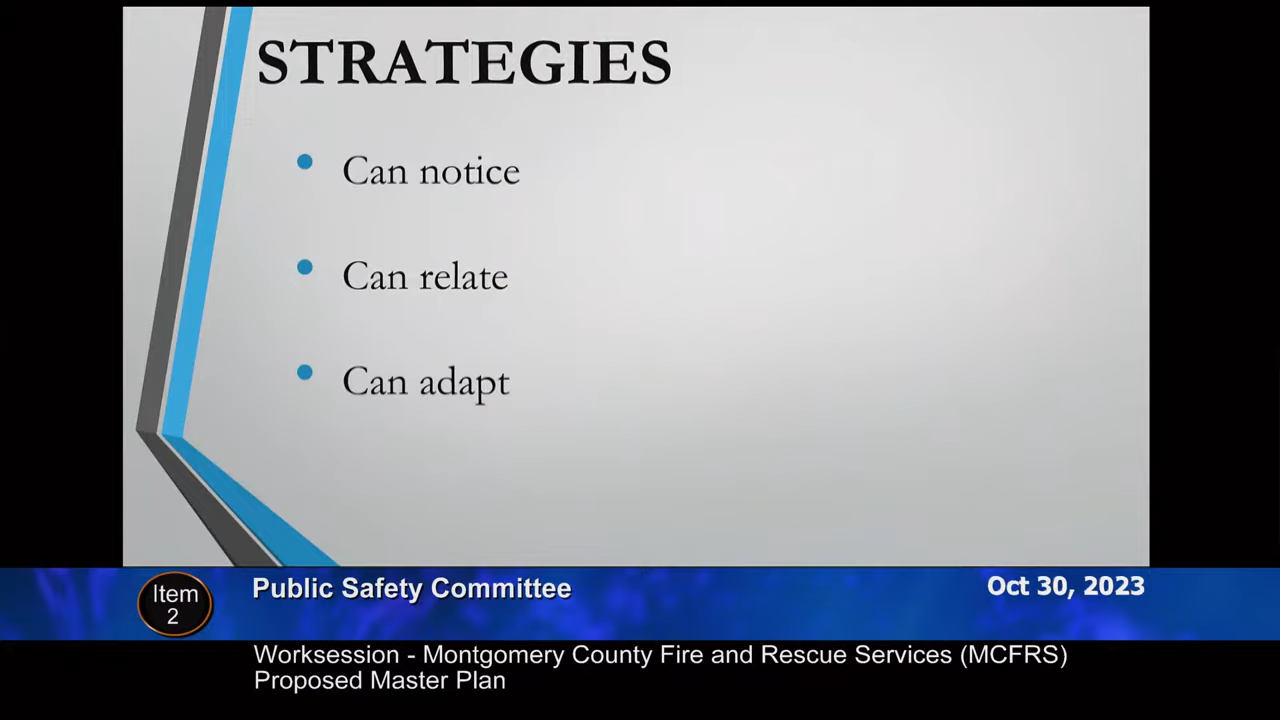 STRATEGIES
Can notice
Can relate
Can adapt
Item
2
Public Safety Committee
Oct 30, 2023
Worksession - Montgomery County Fire and Rescue Services (MCFRS)
Proposed Master Plan